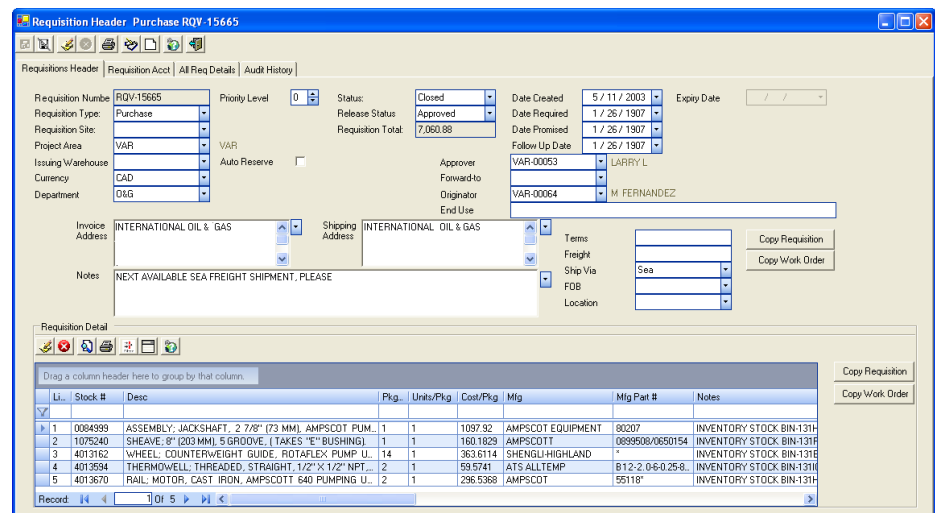 Requisition Header Purchase RQV-15665
Requisitions Header Requisition Acct All Req Details Audit History
Requisition Numbe RQV-15665 Priority Level 0 Status: Closed Date Created 5 / 11 / 2003 Expiry Date / /
Requisition Type: Purchase Release Status Approved Date Required 1 / 26 / 1907
Requisition Site: Requisition Total: 7,060.88 Date Promised 1 / 26 / 1907
Project Area VAR VAR Follow Up Date 1 / 26 / 1907
Issuing Warehouse Auto Reserve Approver VAR-00053 LARRY L
Currency CAD Forward-to
Department O&G Originator VAR-00064 M FERNANDEZ
End Use
Invoice Address INTERNATIONAL OIL & GAS Shipping Address INTERNATIONAL OIL & GAS
Terms Copy Requisition
Freight
Copy Work Order
Notes NEXT AVAILABLE SEA FREIGHT SHIPMENT, PLEASE Ship Via Sea
FOB
Location
Requisition Detail
Drag a column header here to group by that column. Copy Requisition
Li... Stock # Desc Pkg... Units/Pkg Cost/Pkg Mfg Mfg Part # Notes Copy Work Order
1 0084999 ASSEMBLY; JACKSHAFT, 2 7/8" (73 MM), AMPSCOT PUM... 1 1 1097.92 AMPSCOT EQUIPMENT 80207 INVENTORY STOCK BIN-131H
2 1075240 SHEAVE; 8" (203 MM), 5 GROOVE, ( TAKES "E" BUSHING). 1 1 160.1829 AMPSCOTT 0899508/0650154 INVENTORY STOCK BIN-131F
3 4013162 WHEEL; COUNTERWEIGHT GUIDE, ROTAFLEX PUMP U... 14 1 363.6114 SHENGLI-HIGHLAND * INVENTORY STOCK BIN-131E
4 4013594 THERMOWELL; THREADED, STRAIGHT, 1/2" X 1/2" NPT,... 2 1 59.5741 ATS ALLTEMP B12-2, 0-6-0.25-8... INVENTORY STOCK BIN-131I(
5 4013670 RAIL; MOTOR, CAST IRON, AMPSCOTT 640 PUMPING U... 2 1 296.5368 AMPSCOT 55118* INVENTORY STOCK BIN-131H
Record: 1 Of 5